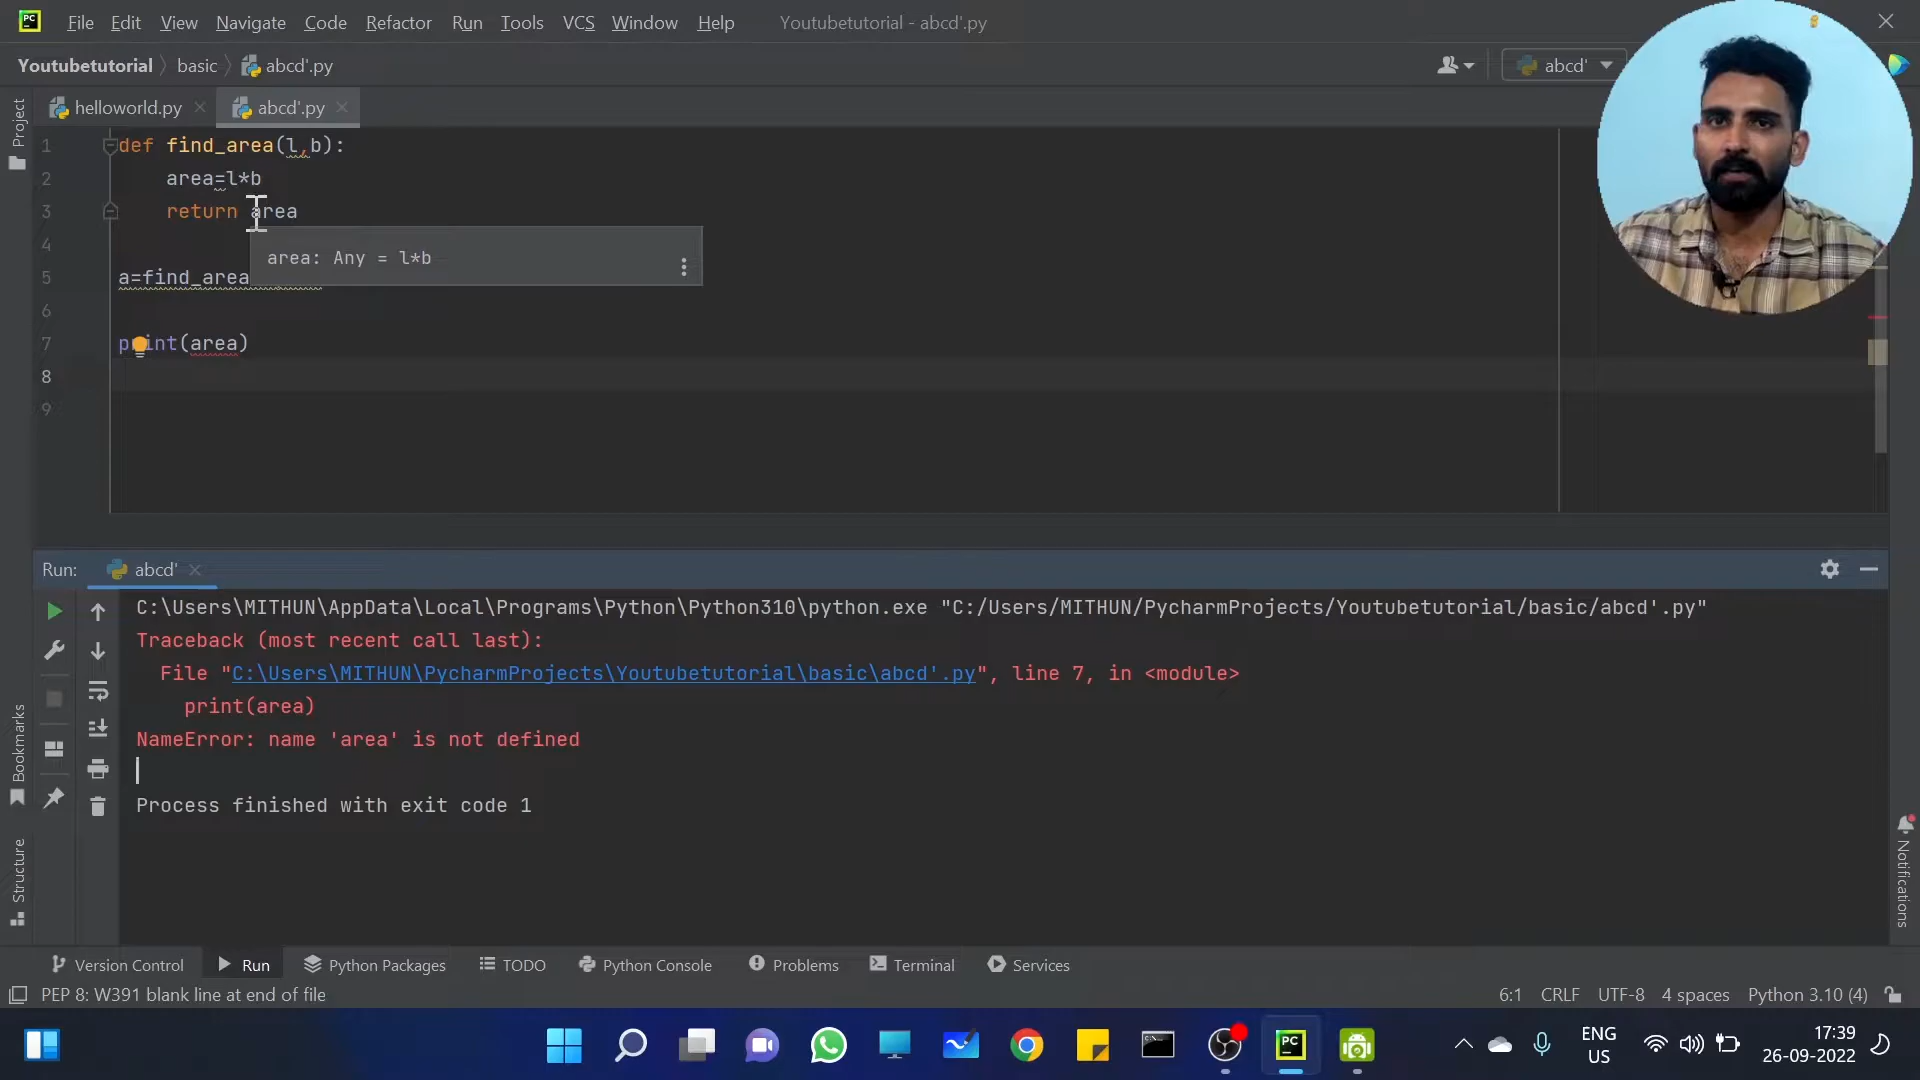 File Edit View Navigate Code Refactor Run Tools VCS Window Help Youtubetutorial - abcd'.py
Youtubetutorial basic abcd'.py abcd'
Project
helloworld.py abcd'.py
1 def find_area(l,b):
2 area=l*b
3 return area
4
area: Any = l*b
5 a=find_area
6
7 print(area)
8
9
Run: abcd'
C:\Users\MITHUN\AppData\Local\Programs\Python\Python310\python.exe "C:/Users/MITHUN/PycharmProjects/Youtubetutorial/basic/abcd'.py"
Traceback (most recent call last):
File "C:\Users\MITHUN\PycharmProjects\Youtubetutorial\basic\abcd'.py", line 7, in <module>
print(area)
NameError: name 'area' is not defined
Process finished with exit code 1
Bookmarks
Structure
Notifications
Version Control Run Python Packages TODO Python Console Problems Terminal Services
PEP 8: W391 blank line at end of file 6:1 CRLF UTF-8 4 spaces Python 3.10 (4)
PC
ENG
US
17:39
26-09-2022